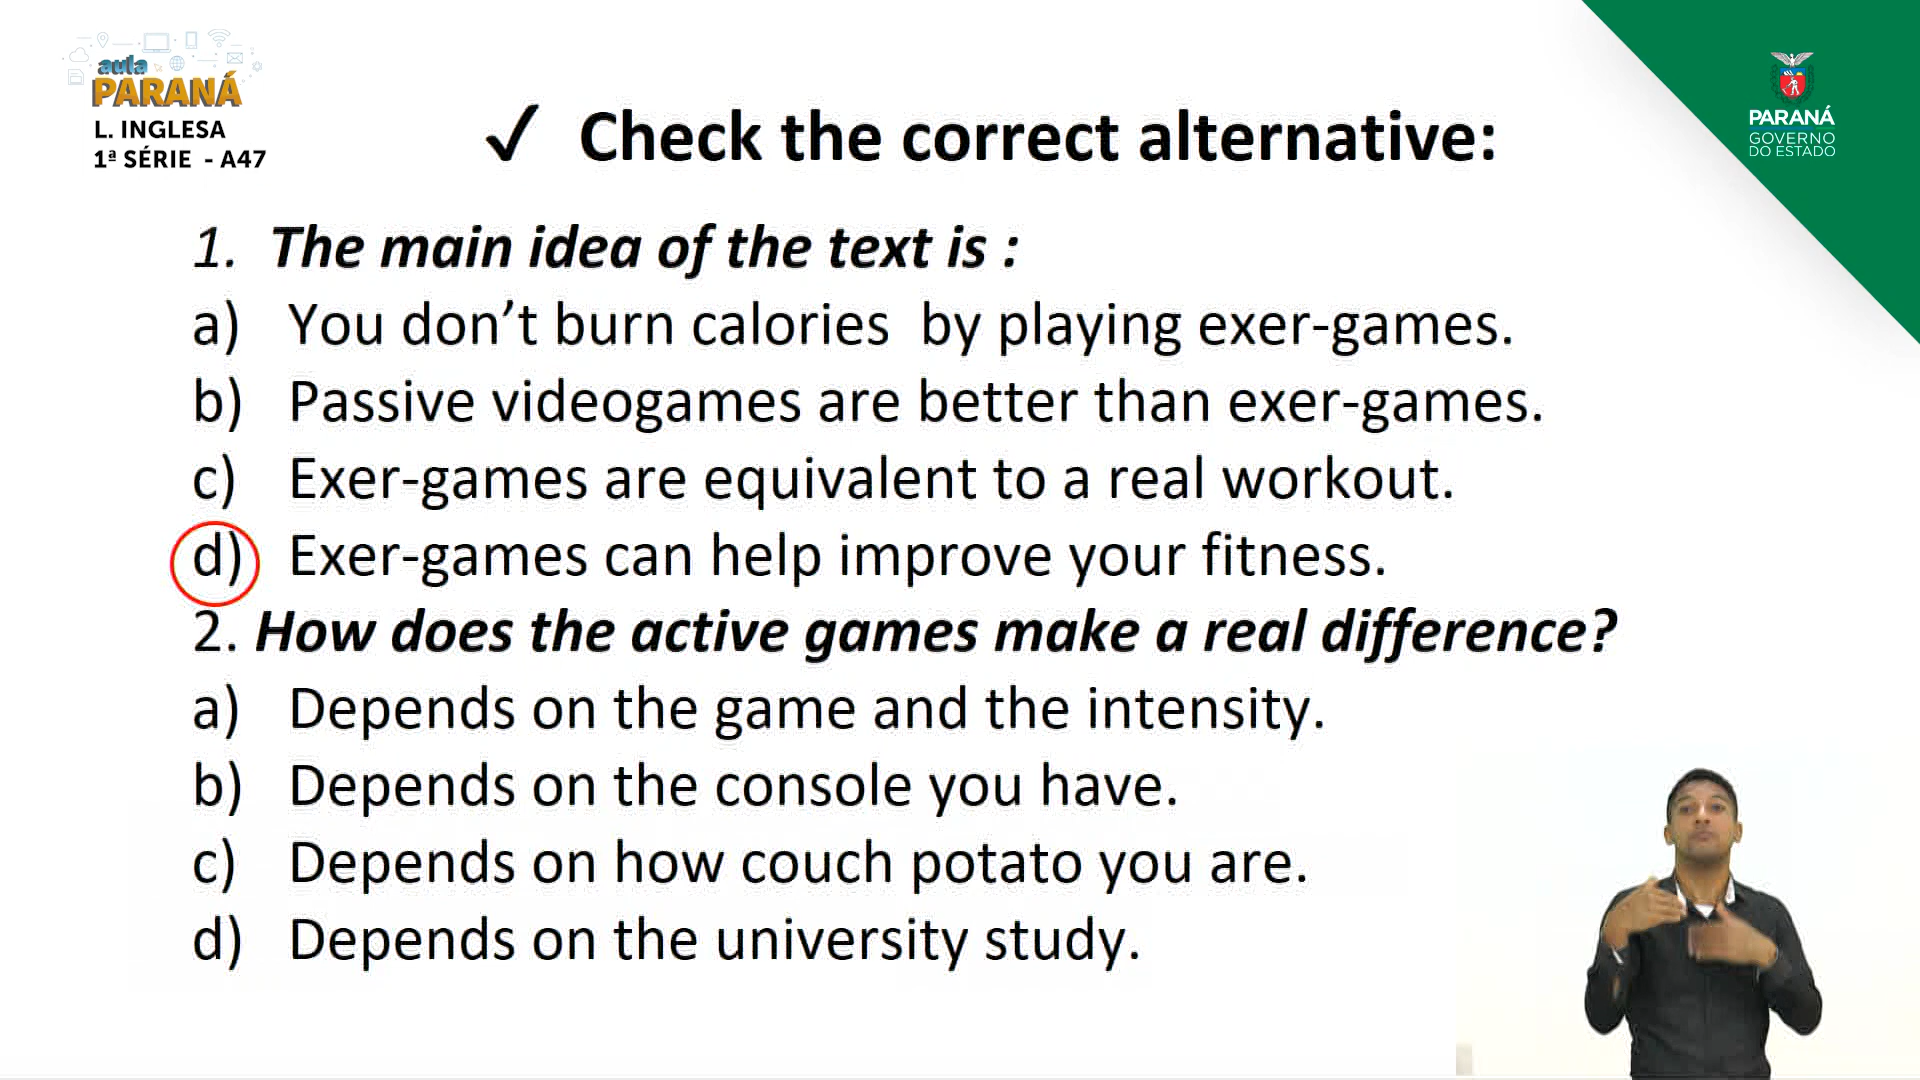 aula
PARANÁ
L. INGLESA
1ª SÉRIE - A47
PARANÁ
GOVERNO
DO ESTADO
✓ Check the correct alternative:
1. The main idea of the text is :
a) You don’t burn calories by playing exer-games.
b) Passive videogames are better than exer-games.
c) Exer-games are equivalent to a real workout.
d) Exer-games can help improve your fitness.
2. How does the active games make a real difference?
a) Depends on the game and the intensity.
b) Depends on the console you have.
c) Depends on how couch potato you are.
d) Depends on the university study.